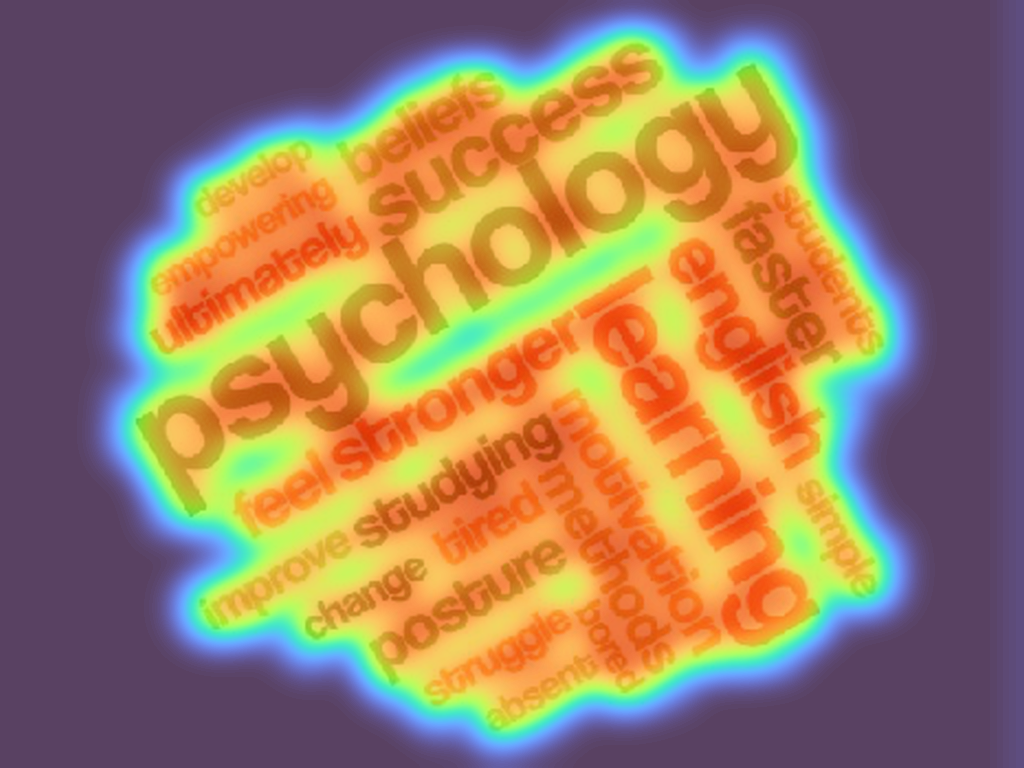 develop
beliefs
success
empowering
ultimately
psychology
students
faster
english
feel stronger
learning
improve
studying
motivation
methods
tired
change
posture
simple
struggle
bored
absent